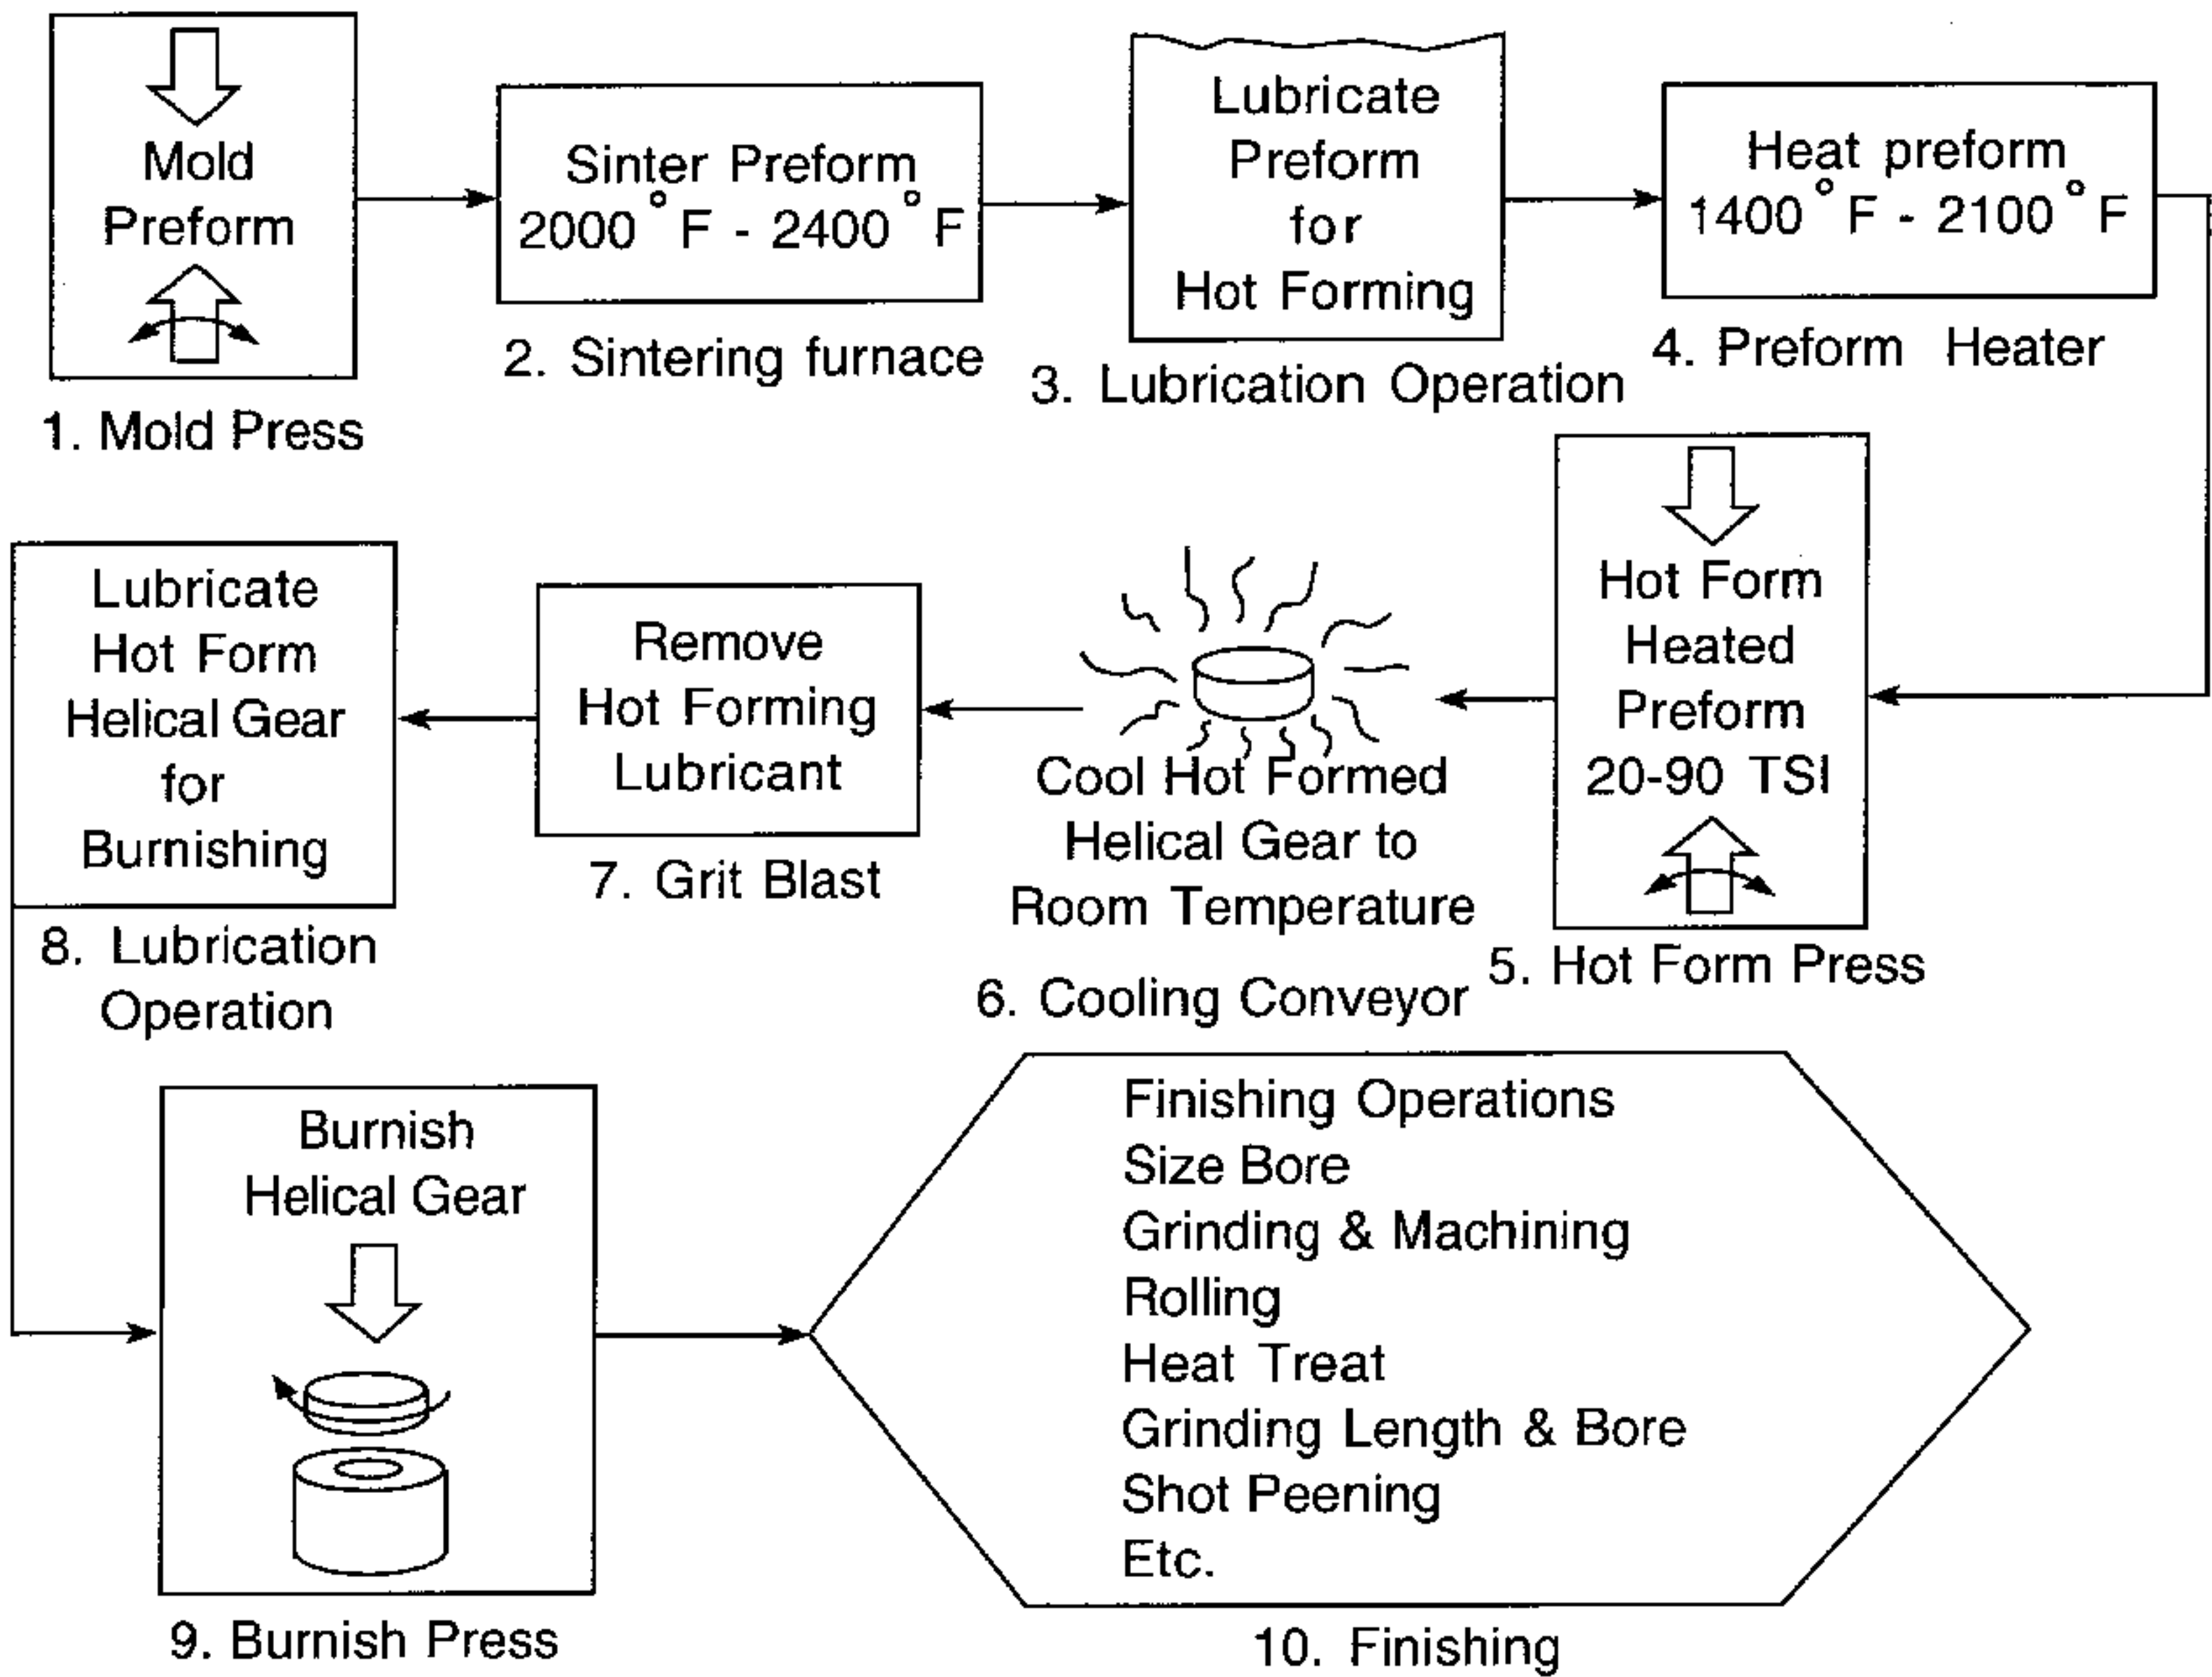 Mold
Preform
1. Mold Press
Sinter Preform
2000°F - 2400°F
2. Sintering furnace
Lubricate
Preform
for
Hot Forming
3. Lubrication Operation
Heat preform
1400°F - 2100°F
4. Preform Heater
Hot Form
Heated
Preform
20-90 TSI
5. Hot Form Press
Cool Hot Formed
Helical Gear to
Room Temperature
6. Cooling Conveyor
Remove
Hot Forming
Lubricant
7. Grit Blast
Lubricate
Hot Form
Helical Gear
for
Burnishing
8. Lubrication
Operation
Burnish
Helical Gear
9. Burnish Press
Finishing Operations
Size Bore
Grinding & Machining
Rolling
Heat Treat
Grinding Length & Bore
Shot Peening
Etc.
10. Finishing